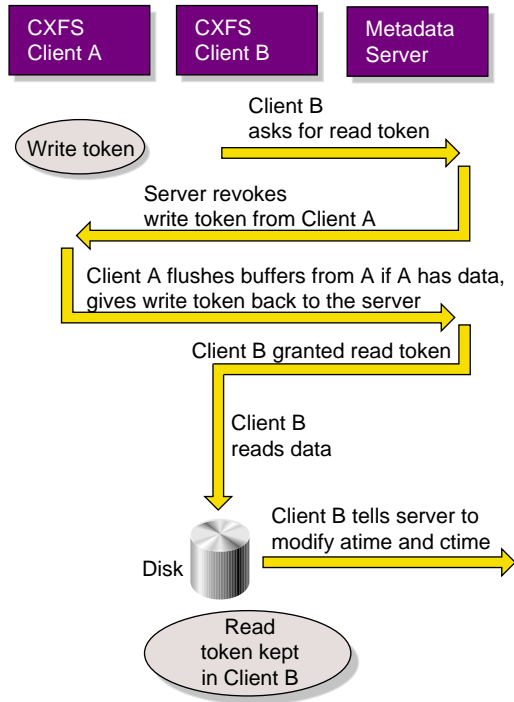 CXFS
Client A
CXFS
Client B
Metadata
Server
Client B
asks for read token
Write token
Server revokes
write token from Client A
Client A flushes buffers from A if A has data,
gives write token back to the server
Client B granted read token
Client B
reads data
Client B tells server to
modify atime and ctime
Disk
Read
token kept
in Client B